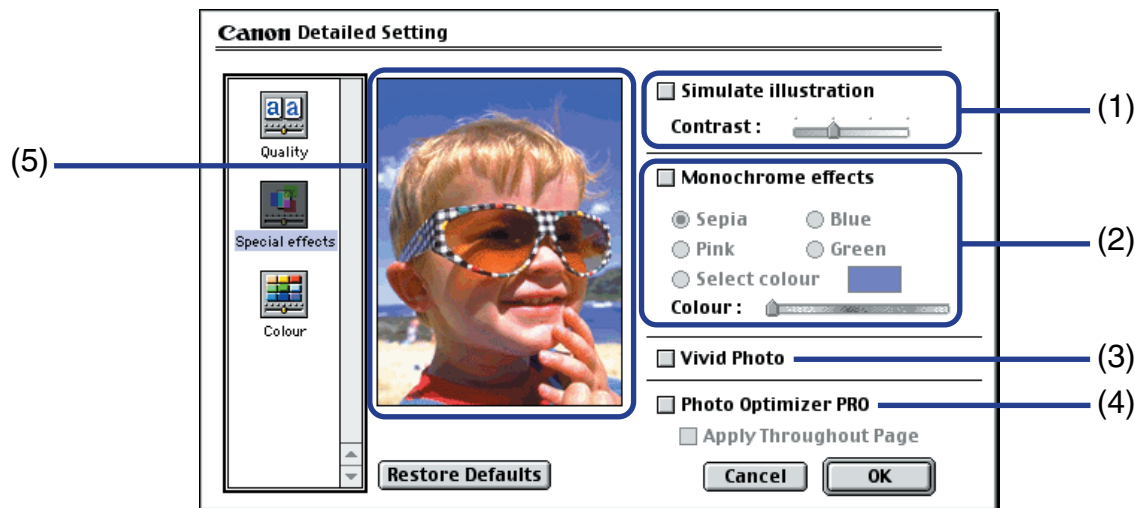 Canon Detailed Setting
aa
Quality
Special effects
Colour
Simulate illustration
Contrast :
Monochrome effects
Sepia
Blue
Pink
Green
Select colour
Colour :
Vivid Photo
Photo Optimizer PRO
Apply Throughout Page
Restore Defaults
Cancel
OK
(1)
(2)
(3)
(4)
(5)